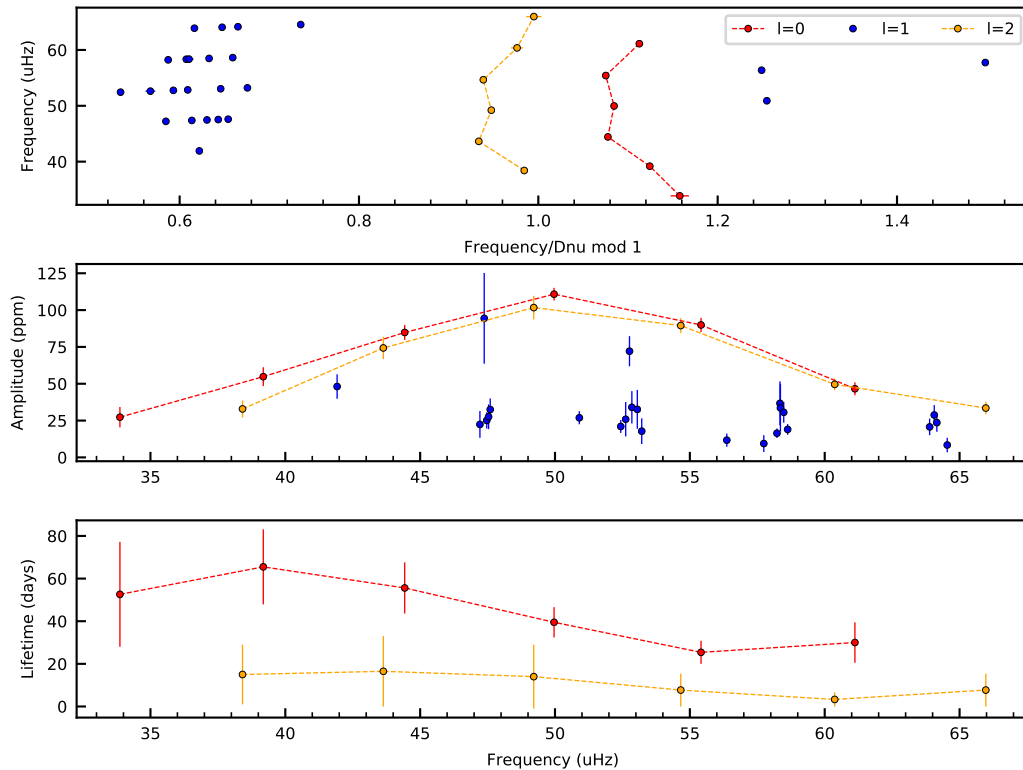 l=0 l=1 l=2
Frequency (uHz)
60
50
40
0.6 0.8 1.0 1.2 1.4
Frequency/Dnu mod 1
Amplitude (ppm)
125
100
75
50
25
0
35 40 45 50 55 60 65
Lifetime (days)
80
60
40
20
0
35 40 45 50 55 60 65
Frequency (uHz)